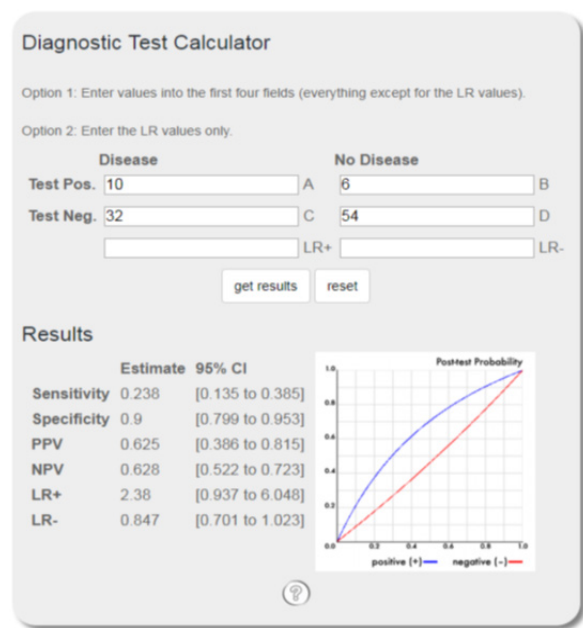 Diagnostic Test Calculator
Option 1: Enter values into the first four fields (everything except for the LR values).
Option 2: Enter the LR values only.
Disease No Disease
Test Pos. 10 A 6 B
Test Neg. 32 C 54 D
LR+ LR-
get results reset
Results
Estimate 95% CI
Sensitivity 0.238 [0.135 to 0.385]
Specificity 0.9 [0.799 to 0.953]
PPV 0.625 [0.386 to 0.815]
NPV 0.628 [0.522 to 0.723]
LR+ 2.38 [0.937 to 6.048]
LR- 0.847 [0.701 to 1.023]
Post-test Probability
1.0
0.8
0.6
0.4
0.2
0.0 0.2 0.4 0.6 0.8 1.0
positive (+) negative (-)
?